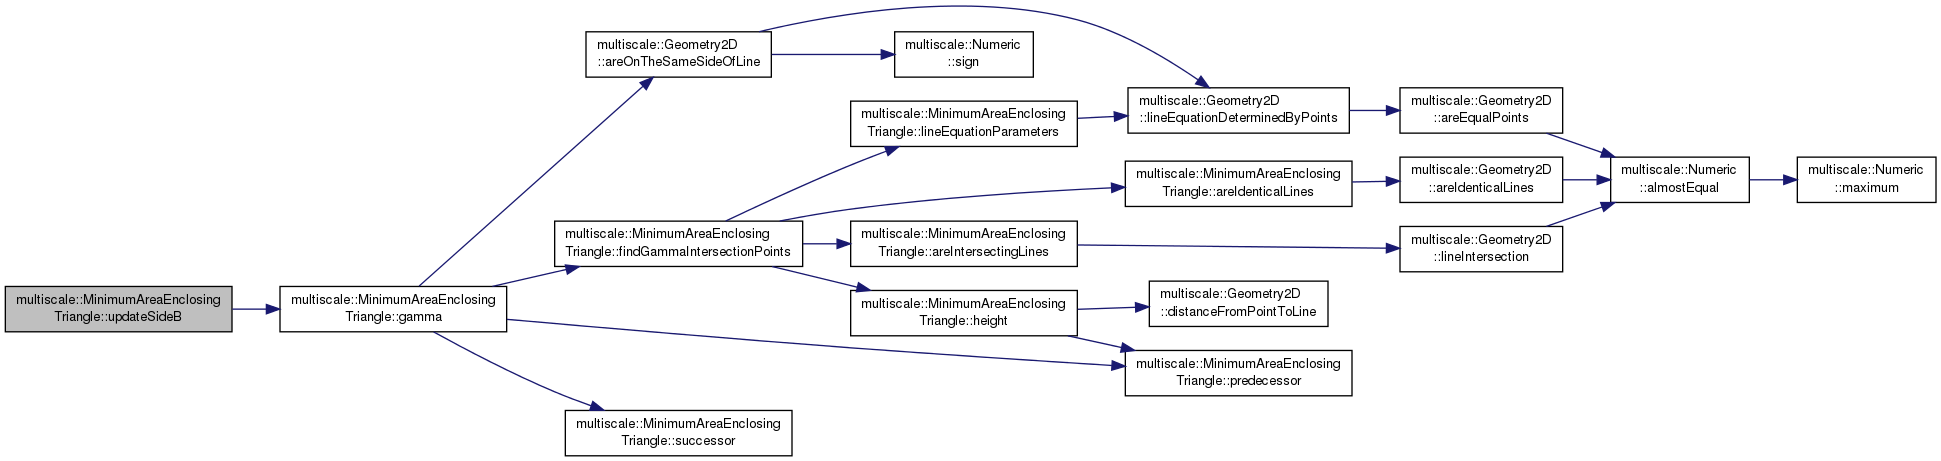 multiscale::MinimumAreaEnclosing
Triangle::updateSideB
multiscale::MinimumAreaEnclosing
Triangle::gamma
multiscale::Geometry2D
::areOnTheSameSideOfLine
multiscale::MinimumAreaEnclosing
Triangle::findGammaIntersectionPoints
multiscale::MinimumAreaEnclosing
Triangle::successor
multiscale::Numeric
::sign
multiscale::MinimumAreaEnclosing
Triangle::lineEquationParameters
multiscale::MinimumAreaEnclosing
Triangle::areIntersectingLines
multiscale::MinimumAreaEnclosing
Triangle::height
multiscale::Geometry2D
::lineEquationDeterminedByPoints
multiscale::MinimumAreaEnclosing
Triangle::areIdenticalLines
multiscale::Geometry2D
::distanceFromPointToLine
multiscale::MinimumAreaEnclosing
Triangle::predecessor
multiscale::Geometry2D
::areEqualPoints
multiscale::Geometry2D
::areIdenticalLines
multiscale::Geometry2D
::lineIntersection
multiscale::Numeric
::almostEqual
multiscale::Numeric
::maximum